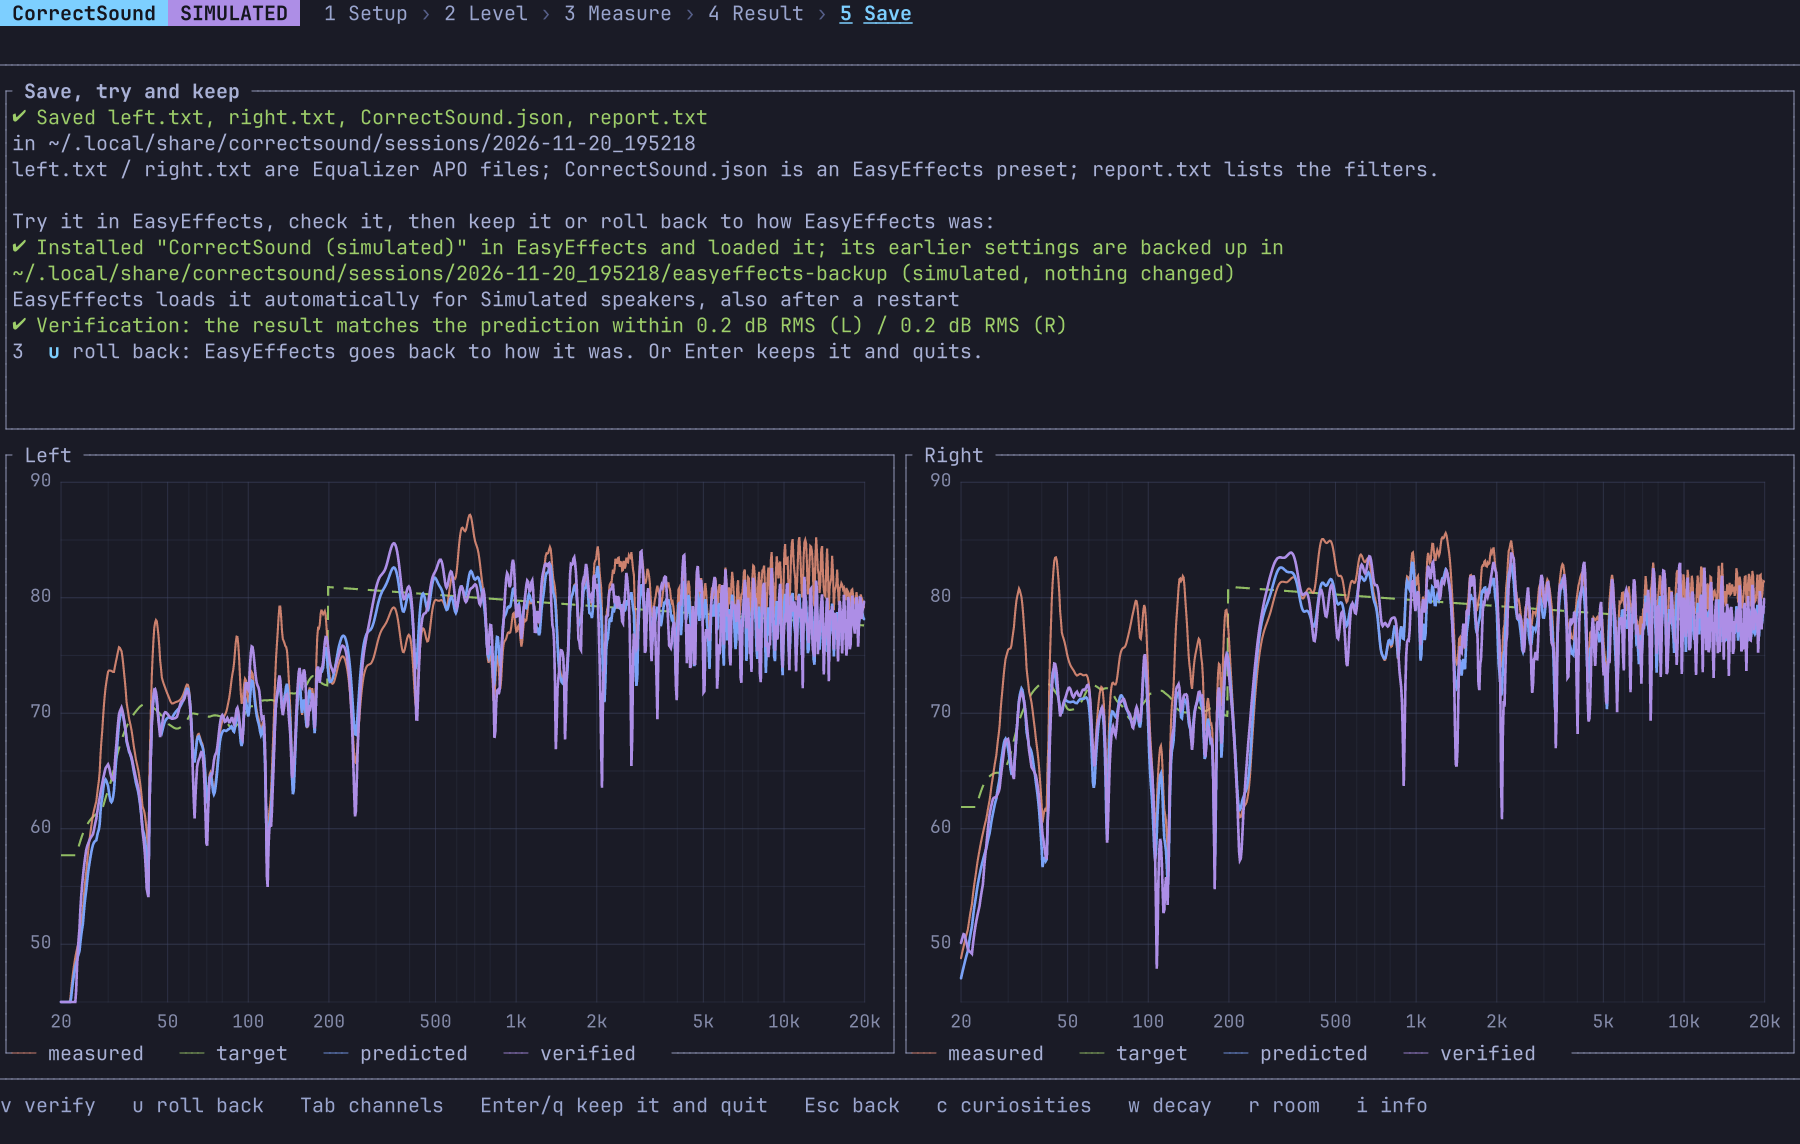 CorrectSound SIMULATED 1 Setup › 2 Level › 3 Measure › 4 Result › 5 Save
Save, try and keep
✔ Saved left.txt, right.txt, CorrectSound.json, report.txt
in ~/.local/share/correctsound/sessions/2026-11-20_195218
left.txt / right.txt are Equalizer APO files; CorrectSound.json is an EasyEffects preset; report.txt lists the filters.
Try it in EasyEffects, check it, then keep it or roll back to how EasyEffects was:
✔ Installed "CorrectSound (simulated)" in EasyEffects and loaded it; its earlier settings are backed up in
~/.local/share/correctsound/sessions/2026-11-20_195218/easyeffects-backup (simulated, nothing changed)
EasyEffects loads it automatically for Simulated speakers, also after a restart
✔ Verification: the result matches the prediction within 0.2 dB RMS (L) / 0.2 dB RMS (R)
3 u roll back: EasyEffects goes back to how it was. Or Enter keeps it and quits.
Left
90
80
70
60
50
20 50 100 200 500 1k 2k 5k 10k 20k
measured target predicted verified
Right
90
80
70
60
50
20 50 100 200 500 1k 2k 5k 10k 20k
measured target predicted verified
v verify u roll back Tab channels Enter/q keep it and quit Esc back c curiosities w decay r room i info